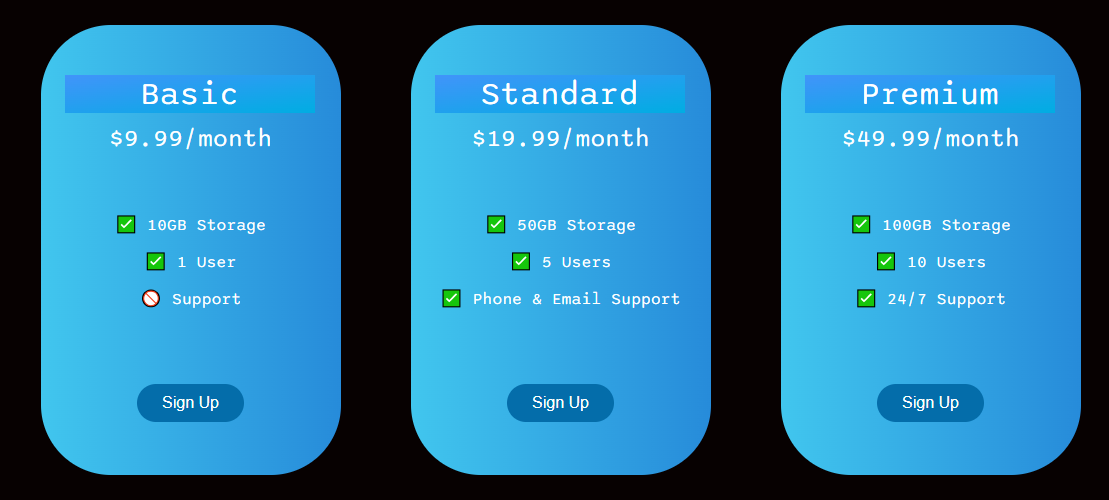 Basic
$9.99/month
✅ 10GB Storage
✅ 1 User
🚫 Support
Sign Up
Standard
$19.99/month
✅ 50GB Storage
✅ 5 Users
✅ Phone & Email Support
Sign Up
Premium
$49.99/month
✅ 100GB Storage
✅ 10 Users
✅ 24/7 Support
Sign Up